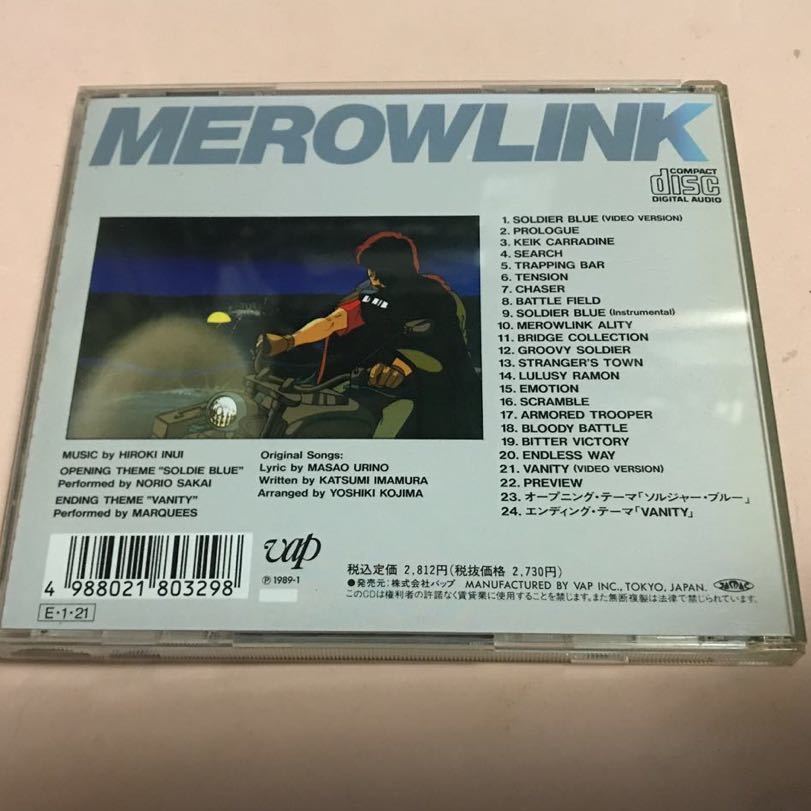 MEROWLINK
COMPACT
disc
DIGITAL AUDIO
1. SOLDIER BLUE (VIDEO VERSION)
2. PROLOGUE
3. KEIK CARRADINE
4. SEARCH
5. TRAPPING BAR
6. TENSION
7. CHASER
8. BATTLE FIELD
9. SOLDIER BLUE (Instrumental)
10. MEROWLINK ALITY
11. BRIDGE COLLECTION
12. GROOVY SOLDIER
13. STRANGER'S TOWN
14. LULUSY RAMON
15. EMOTION
16. SCRAMBLE
17. ARMORED TROOPER
18. BLOODY BATTLE
19. BITTER VICTORY
20. ENDLESS WAY
21. VANITY (VIDEO VERSION)
22. PREVIEW
23. オープニング・テーマ「ソルジャー・ブルー」
24. エンディング・テーマ「VANITY」
MUSIC by HIROKI INUI
OPENING THEME "SOLDIE BLUE"
Performed by NORIO SAKAI
ENDING THEME "VANITY"
Performed by MARQUEES
Original Songs:
Lyric by MASAO URINO
Written by KATSUMI IMAMURA
Arranged by YOSHIKI KOJIMA
4 988021 803298
E・1・21
vap
Ⓟ 1989-1
税込定価 2,812円(税抜価格 2,730円)
●発売元:株式会社バップ MANUFACTURED BY VAP INC., TOKYO, JAPAN.
JASRAC
このCDは権利者の許諾なく賃貸業に使用することを禁じます。また無断複製は法律で禁じられています。